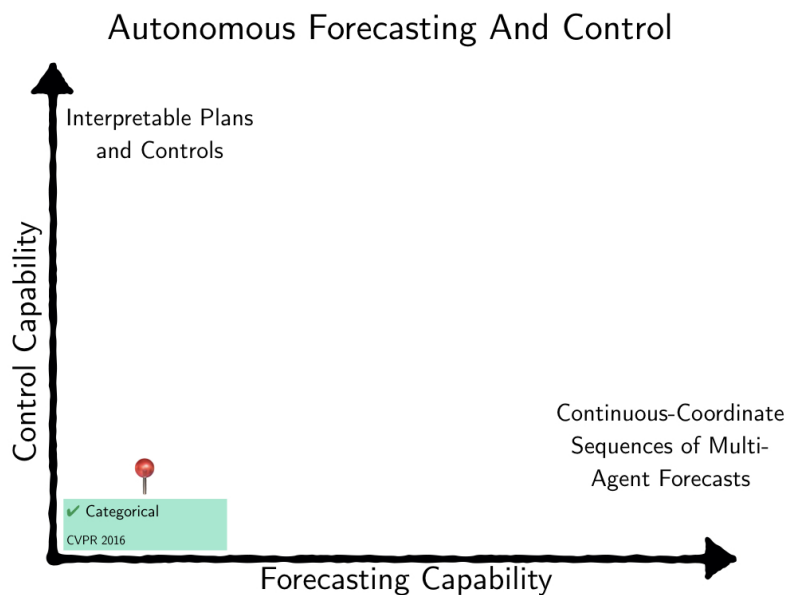 Autonomous Forecasting And Control
Interpretable Plans
and Controls
Control Capability
Continuous-Coordinate
Sequences of Multi-
Agent Forecasts
✔ Categorical
CVPR 2016
Forecasting Capability